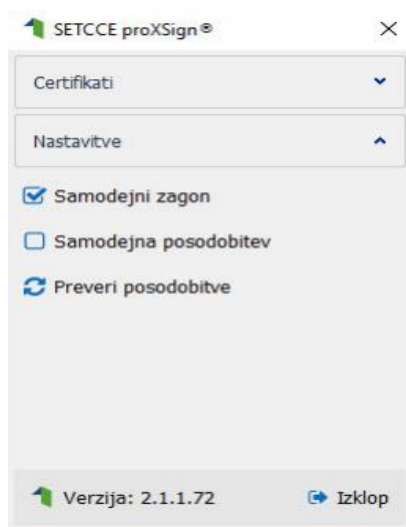 SETCCE proXSign®
Certifikati
Nastavitve
Samodejni zagon
Samodejna posodobitev
Preveri posodobitve
Verzija: 2.1.1.72 Izklop